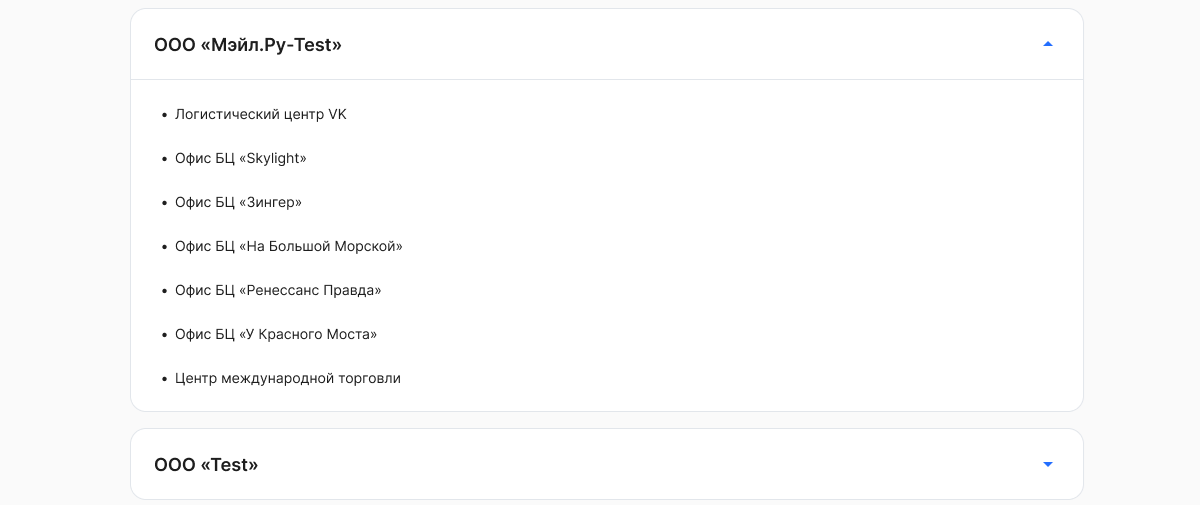 ООО «Мэйл.Ру-Test»
• Логистический центр VK
• Офис БЦ «Skylight»
• Офис БЦ «Зингер»
• Офис БЦ «На Большой Морской»
• Офис БЦ «Ренессанс Правда»
• Офис БЦ «У Красного Моста»
• Центр международной торговли
ООО «Test»